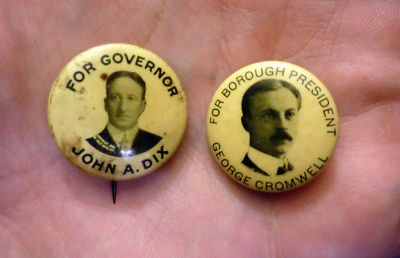 FOR GOVERNOR
JOHN A. DIX
FOR BOROUGH PRESIDENT
GEORGE CROMWELL